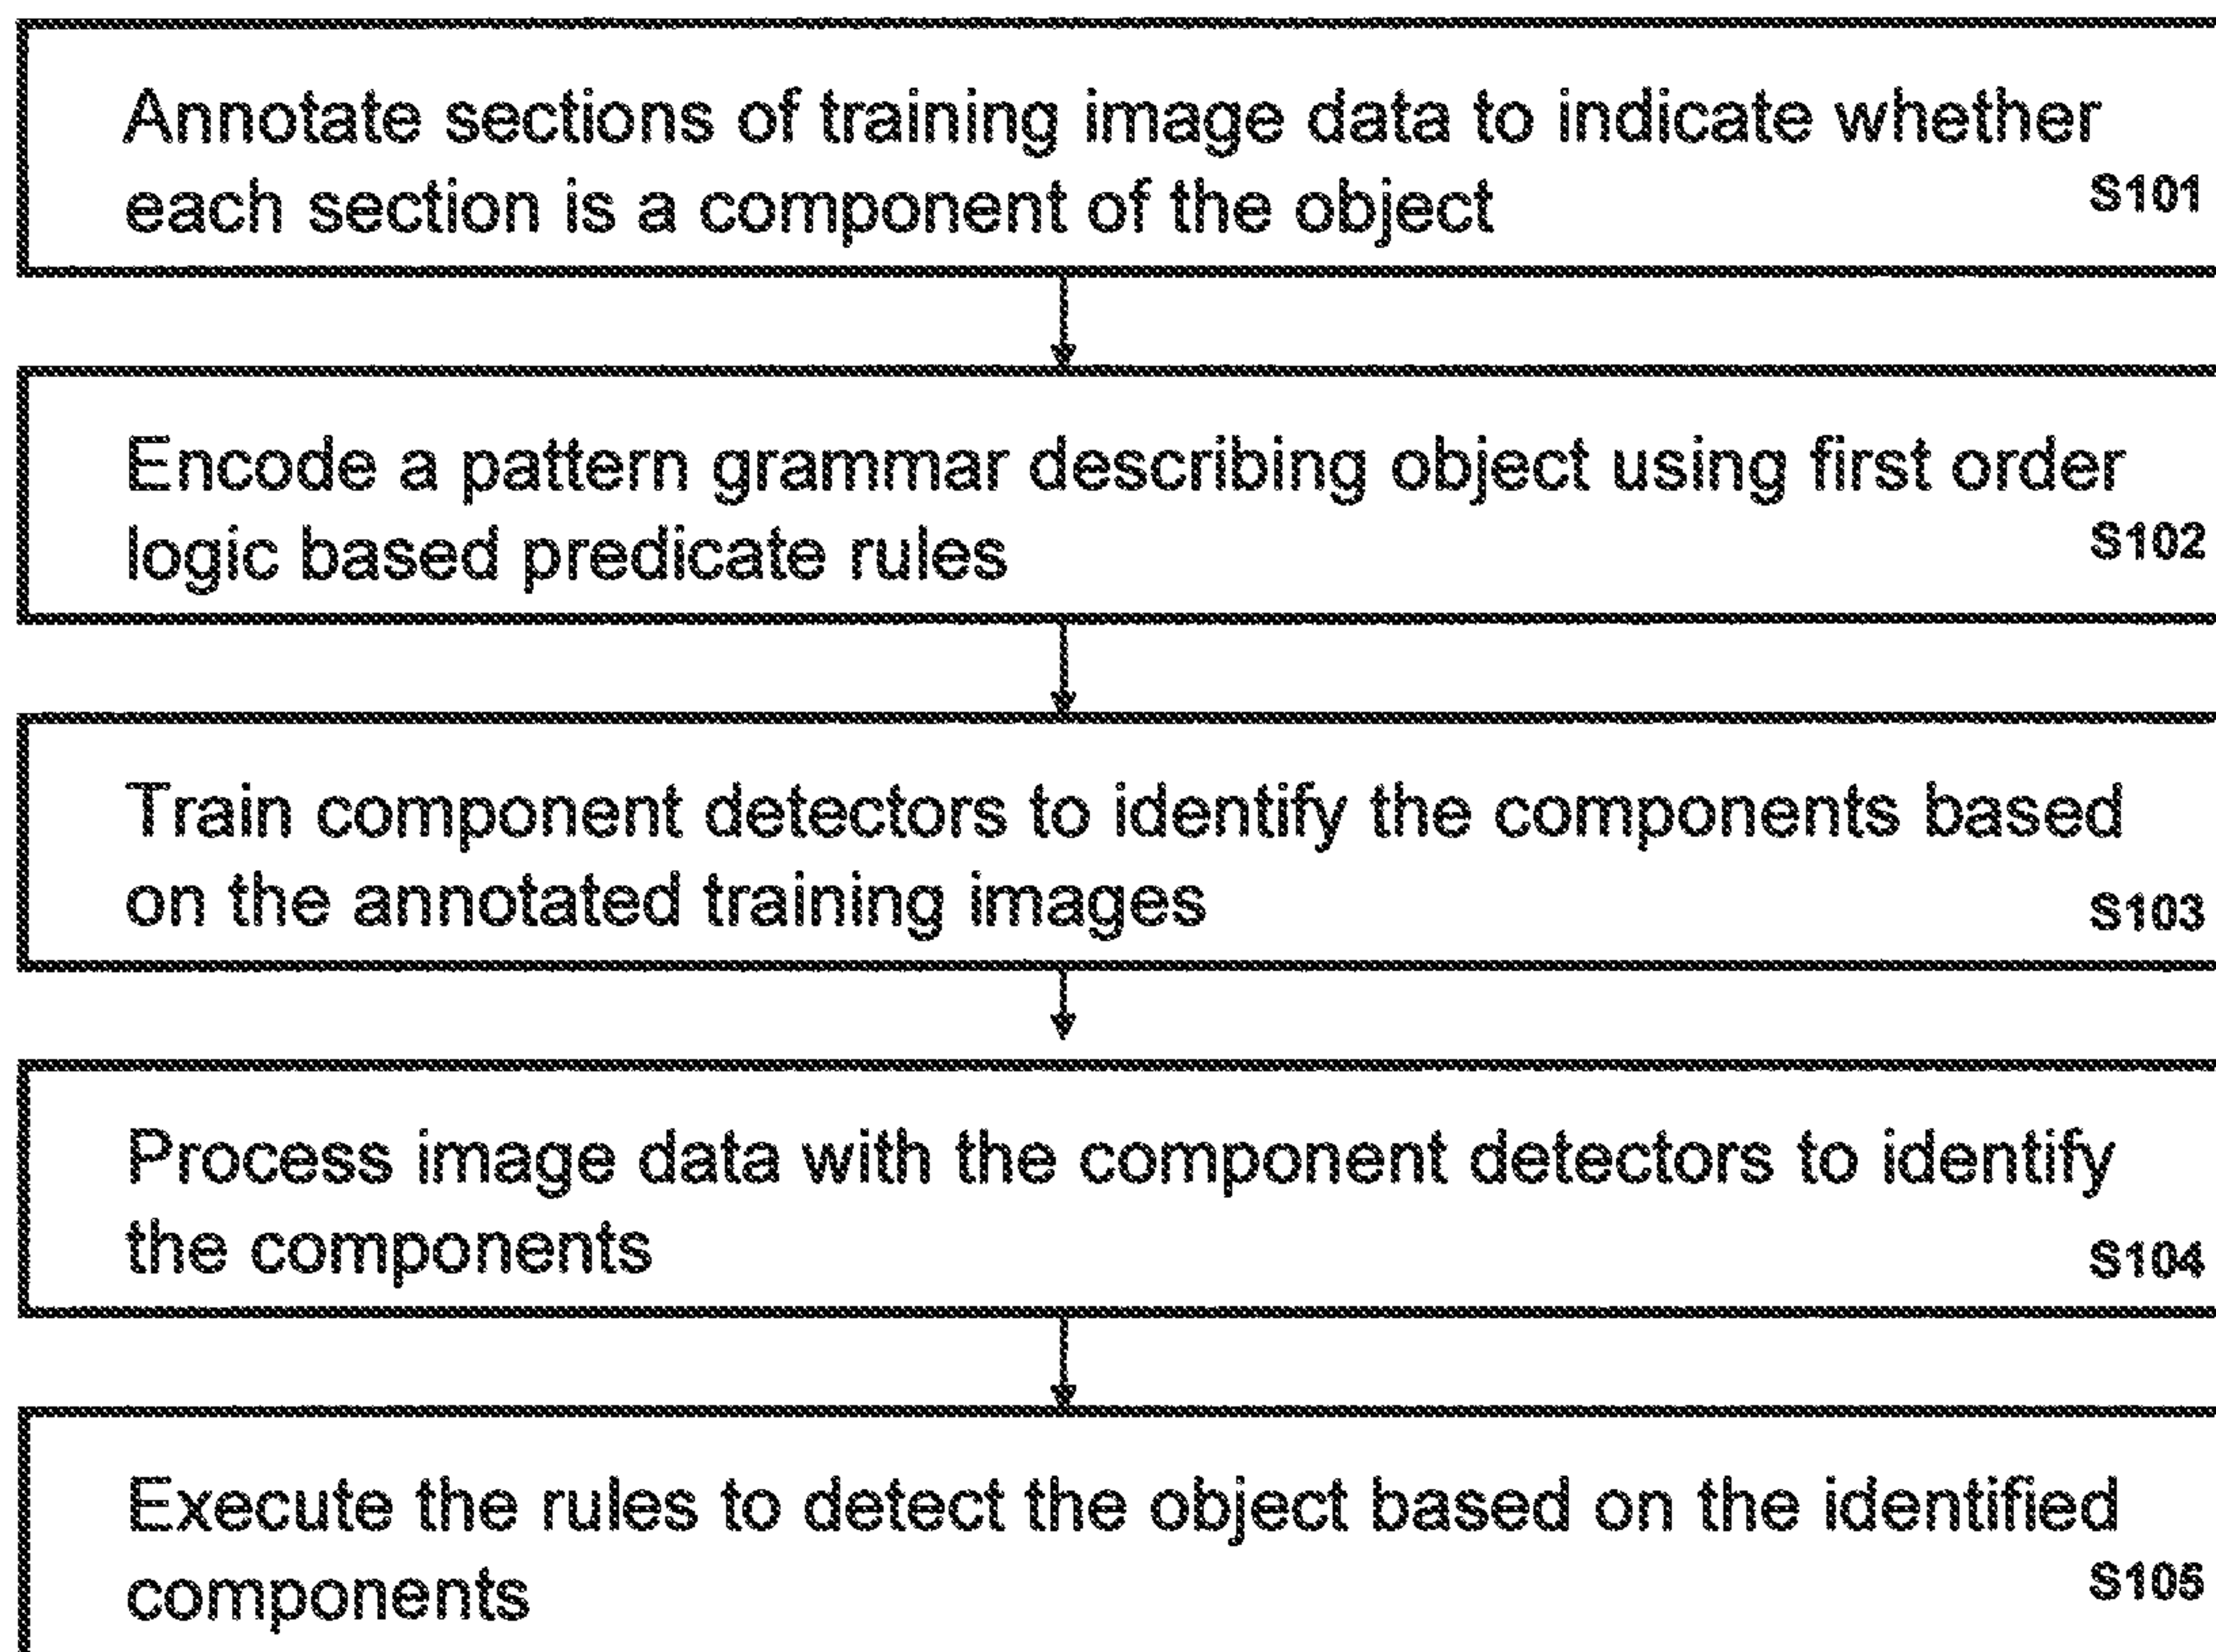 Annotate sections of training image data to indicate whether
each section is a component of the object
S101
Encode a pattern grammar describing object using first order
logic based predicate rules
S102
Train component detectors to identify the components based
on the annotated training images
S103
Process image data with the component detectors to identify
the components
S104
Execute the rules to detect the object based on the identified
components
S105